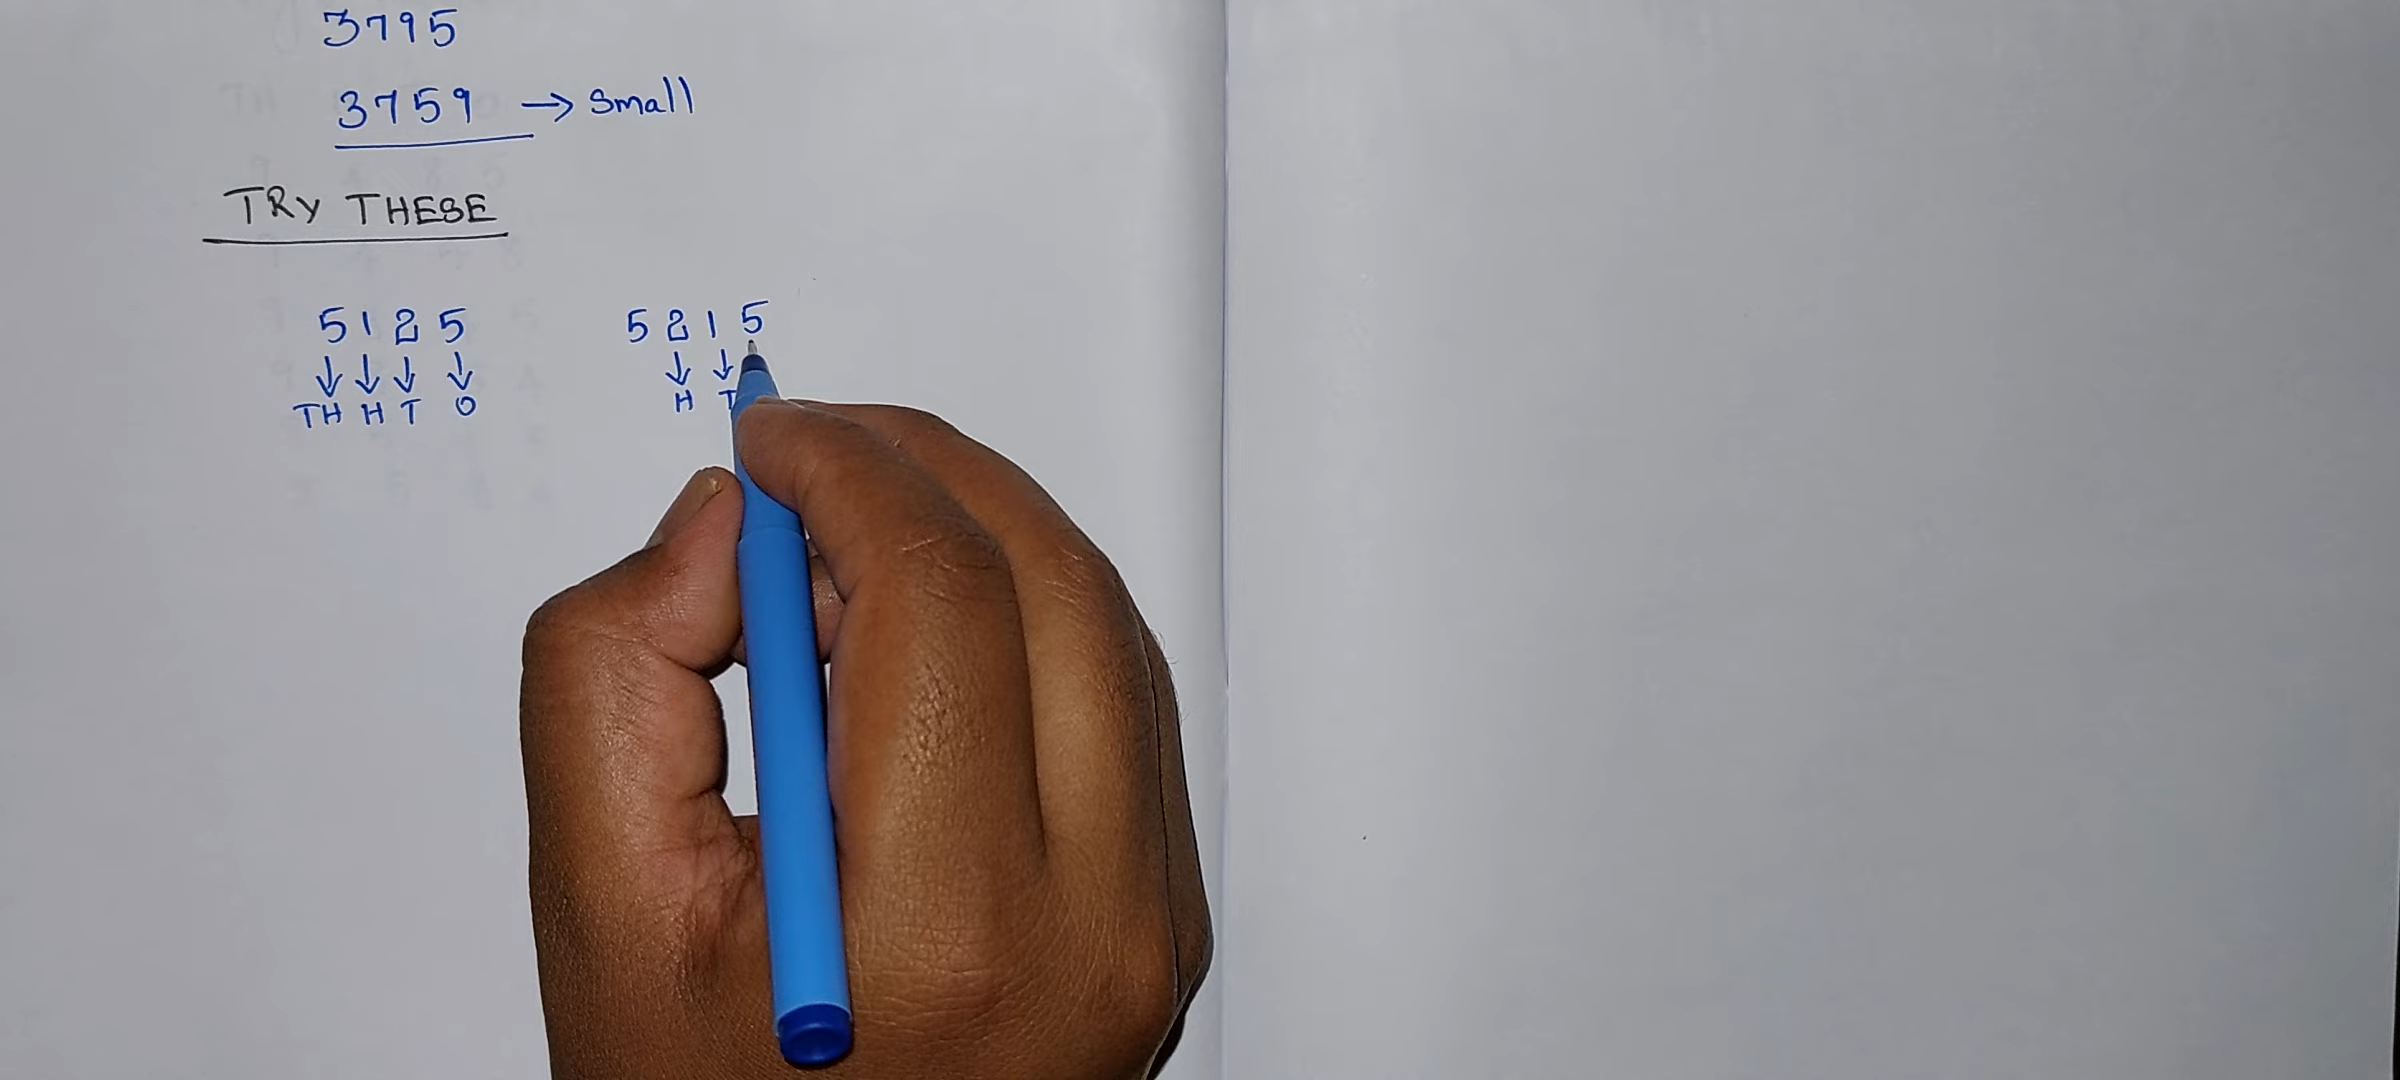 3795
3759 → Small
TRY THESE
5125 5215
↓ ↓ ↓ ↓ ↓ ↓
TH H T O H T